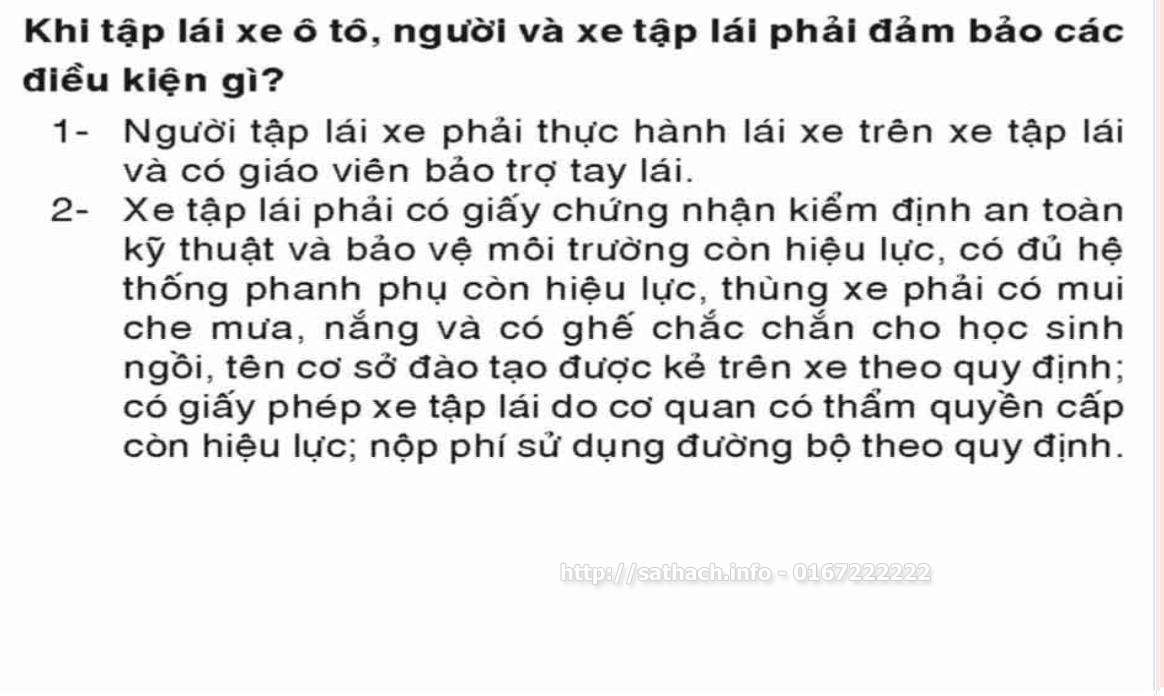 Khi tập lái xe ô tô, người và xe tập lái phải đảm bảo các
điều kiện gì?
1- Người tập lái xe phải thực hành lái xe trên xe tập lái
và có giáo viên bảo trợ tay lái.
2- Xe tập lái phải có giấy chứng nhận kiểm định an toàn
kỹ thuật và bảo vệ môi trường còn hiệu lực, có đủ hệ
thống phanh phụ còn hiệu lực, thùng xe phải có mui
che mưa, nắng và có ghế chắc chắn cho học sinh
ngồi, tên cơ sở đào tạo được kẻ trên xe theo quy định;
có giấy phép xe tập lái do cơ quan có thẩm quyền cấp
còn hiệu lực; nộp phí sử dụng đường bộ theo quy định.
http://sathach.info - 0167222222